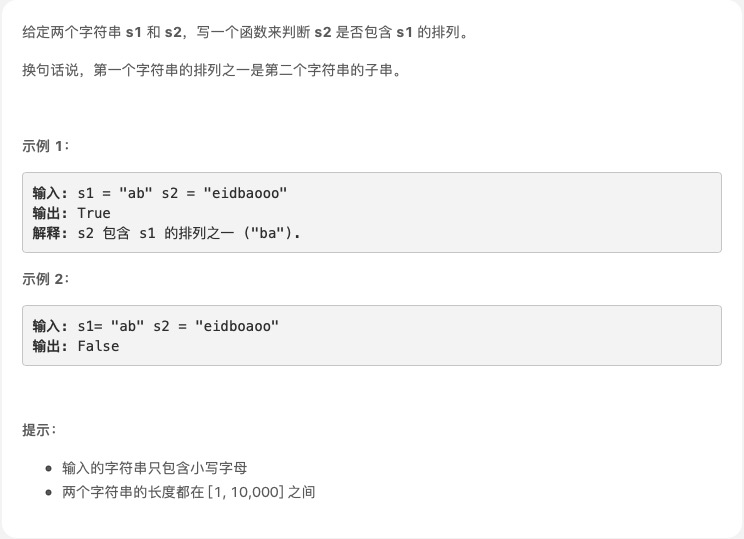 给定两个字符串 s1 和 s2，写一个函数来判断 s2 是否包含 s1 的排列。
换句话说，第一个字符串的排列之一是第二个字符串的子串。
示例 1：
输入: s1 = "ab" s2 = "eidbaooo"
输出: True
解释: s2 包含 s1 的排列之一 ("ba").
示例 2：
输入: s1= "ab" s2 = "eidboaoo"
输出: False
提示：
● 输入的字符串只包含小写字母
● 两个字符串的长度都在 [1, 10,000] 之间